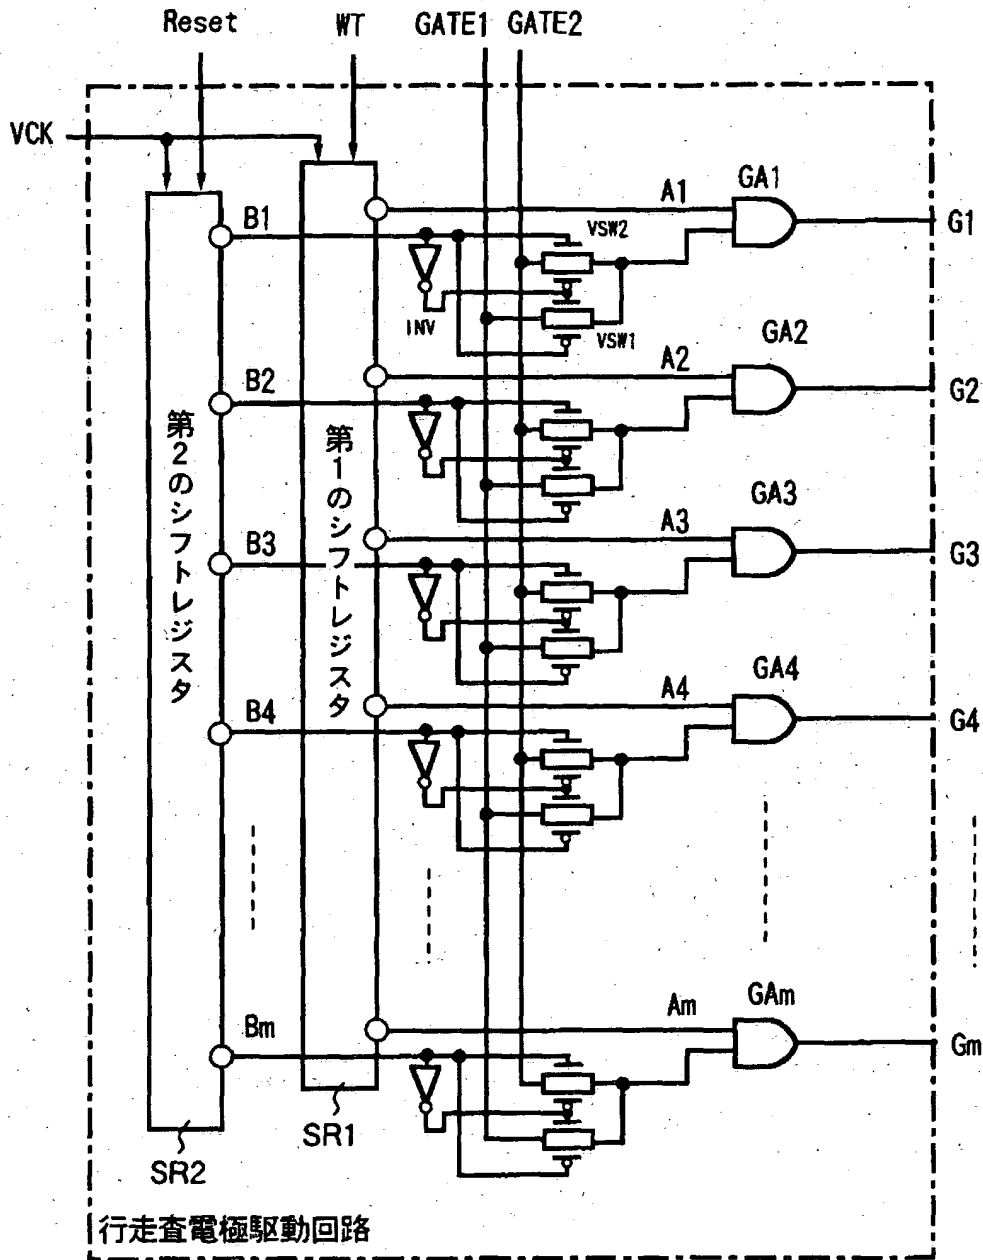 Reset WT GATE1 GATE2
VCK
GA1
A1
B1
VSW2
G1
INV
VSW1
GA2
A2
B2
G2
第2のシフトレジスタ
第1のシフトレジスタ
GA3
A3
B3
G3
GA4
A4
B4
G4
GAm
Am
Bm
Gm
SR1
SR2
行走査電極駆動回路